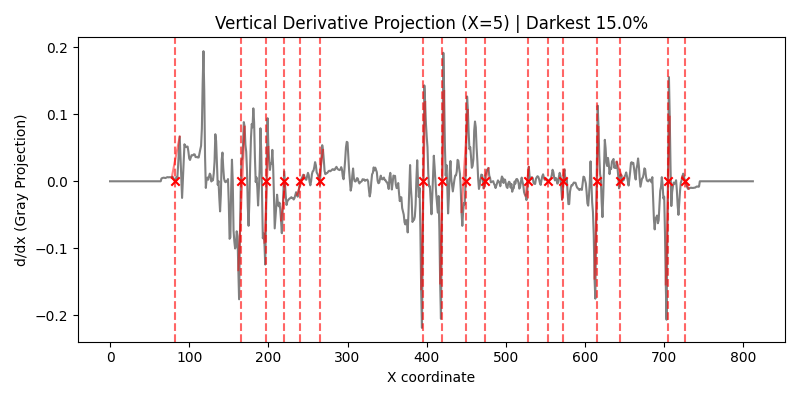 Vertical Derivative Projection (X=5) | Darkest 15.0%
0.2
0.1
0.0
−0.1
−0.2
d/dx (Gray Projection)
0 100 200 300 400 500 600 700 800
X coordinate